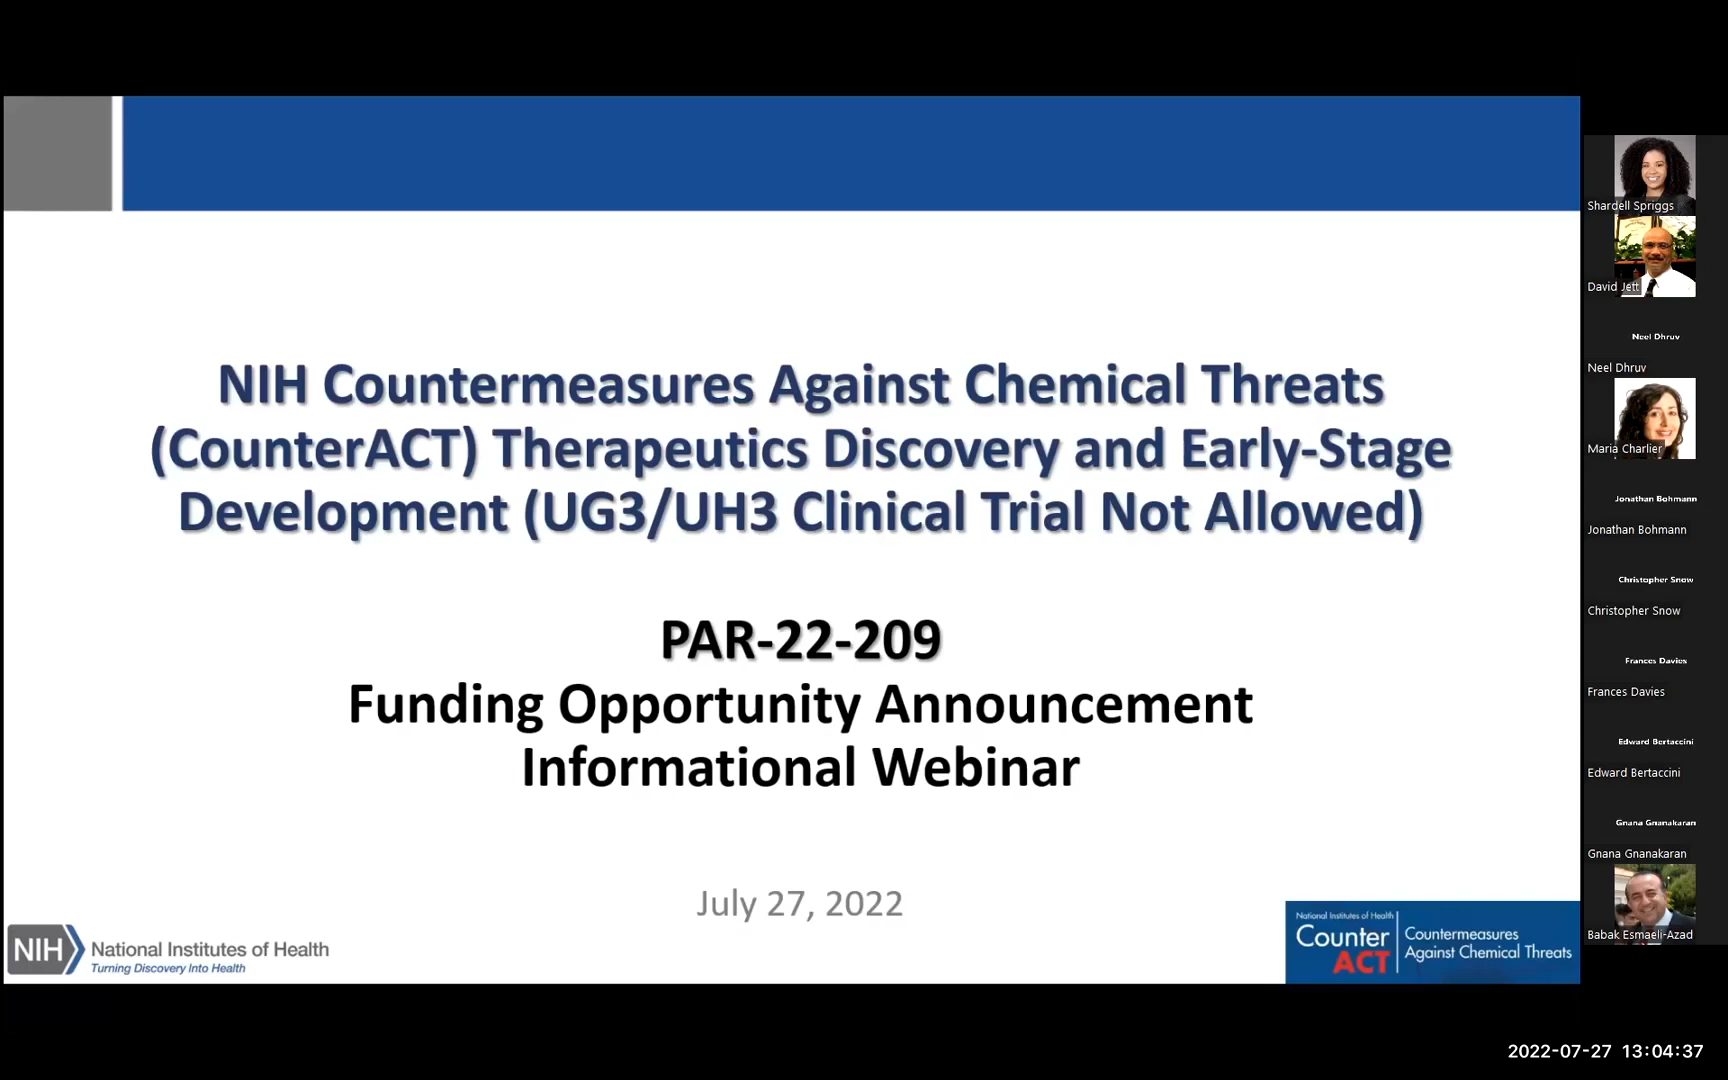 NIH Countermeasures Against Chemical Threats
(CounterACT) Therapeutics Discovery and Early-Stage
Development (UG3/UH3 Clinical Trial Not Allowed)
PAR-22-209
Funding Opportunity Announcement
Informational Webinar
July 27, 2022
NIH
National Institutes of Health
Turning Discovery Into Health
National Institutes of Health
Counter
ACT
Countermeasures
Against Chemical Threats
Shardell Spriggs
David Jett
Neel Dhruv
Neel Dhruv
Maria Charlier
Jonathan Bohmann
Jonathan Bohmann
Christopher Snow
Christopher Snow
Frances Davies
Frances Davies
Edward Bertaccini
Edward Bertaccini
Gnana Gnanakaran
Gnana Gnanakaran
Babak Esmaeli-Azad
2022-07-27 13:04:37